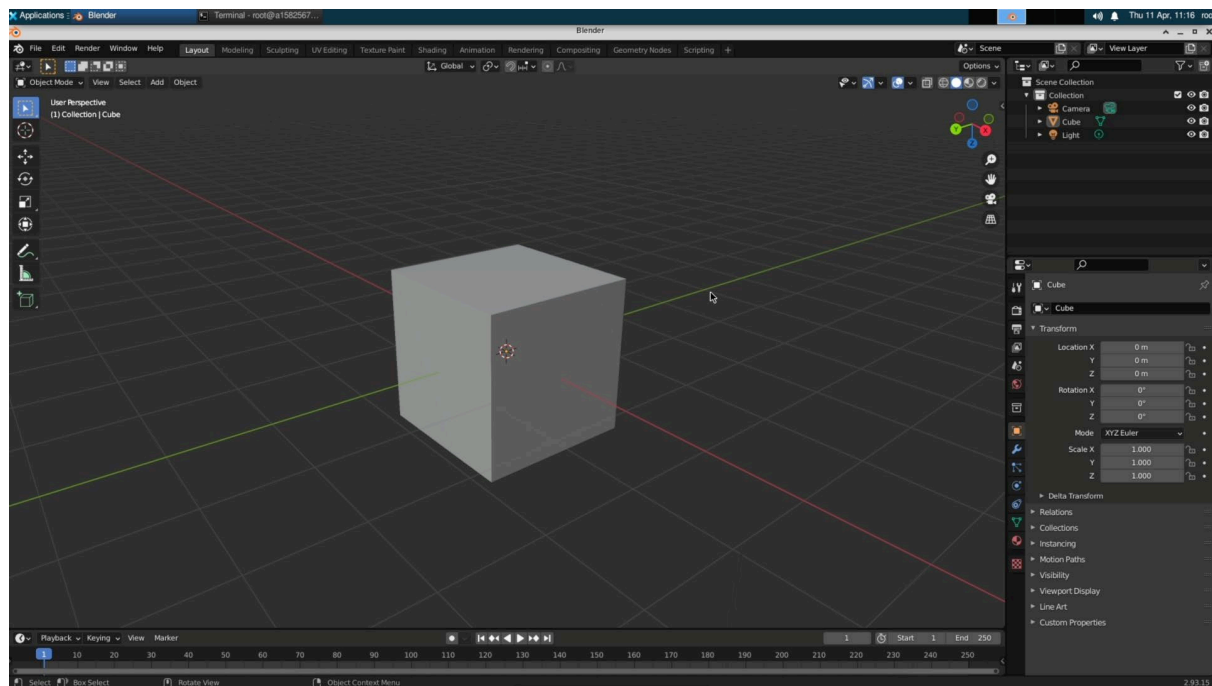 Applications Blender Terminal - root@a1582567... Thu 11 Apr, 11:16 roo
Blender
File Edit Render Window Help Layout Modeling Sculpting UV Editing Texture Paint Shading Animation Rendering Compositing Geometry Nodes Scripting + Scene View Layer
Global Options
Object Mode View Select Add Object
User Perspective
(1) Collection | Cube
Y X Z
Scene Collection
Collection
Camera
Cube
Light
Cube
Cube
Transform
Location X 0 m
Y 0 m
Z 0 m
Rotation X 0°
Y 0°
Z 0°
Mode XYZ Euler
Scale X 1.000
Y 1.000
Z 1.000
Delta Transform
Relations
Collections
Instancing
Motion Paths
Visibility
Viewport Display
Line Art
Custom Properties
Playback Keying View Marker 1 Start 1 End 250
1 10 20 30 40 50 60 70 80 90 100 110 120 130 140 150 160 170 180 190 200 210 220 230 240 250
Select Box Select Rotate View Object Context Menu 2.93.15